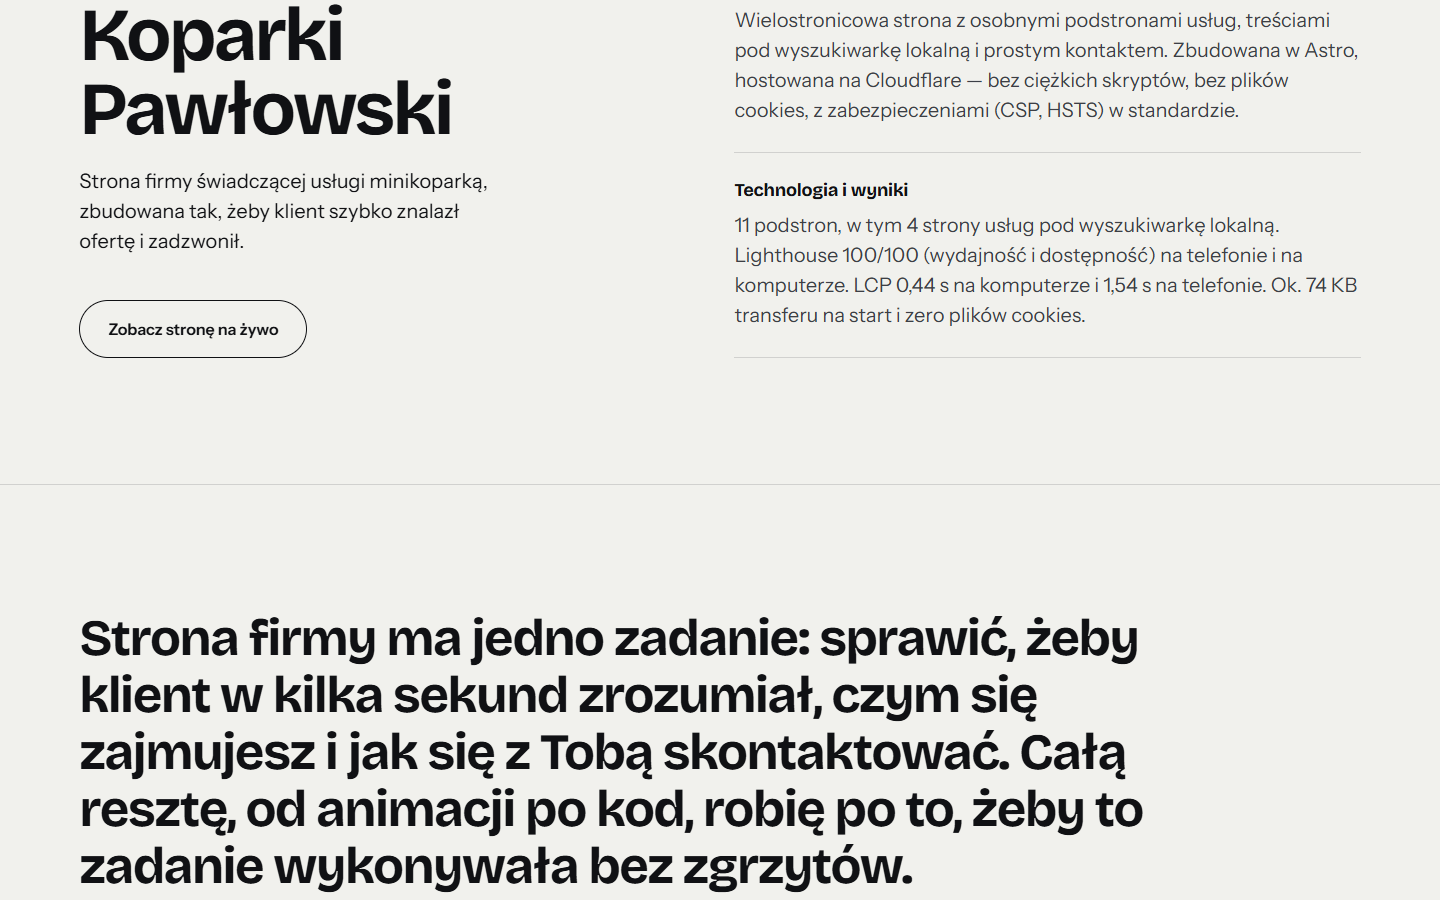 Koparki
Pawłowski
Strona firmy świadczącej usługi minikoparką,
zbudowana tak, żeby klient szybko znalazł
ofertę i zadzwonił.
Zobacz stronę na żywo
Wielostronicowa strona z osobnymi podstronami usług, treściami
pod wyszukiwarkę lokalną i prostym kontaktem. Zbudowana w Astro,
hostowana na Cloudflare — bez ciężkich skryptów, bez plików
cookies, z zabezpieczeniami (CSP, HSTS) w standardzie.
Technologia i wyniki
11 podstron, w tym 4 strony usług pod wyszukiwarkę lokalną.
Lighthouse 100/100 (wydajność i dostępność) na telefonie i na
komputerze. LCP 0,44 s na komputerze i 1,54 s na telefonie. Ok. 74 KB
transferu na start i zero plików cookies.
Strona firmy ma jedno zadanie: sprawić, żeby
klient w kilka sekund zrozumiał, czym się
zajmujesz i jak się z Tobą skontaktować. Całą
resztę, od animacji po kod, robię po to, żeby to
zadanie wykonywała bez zgrzytów.